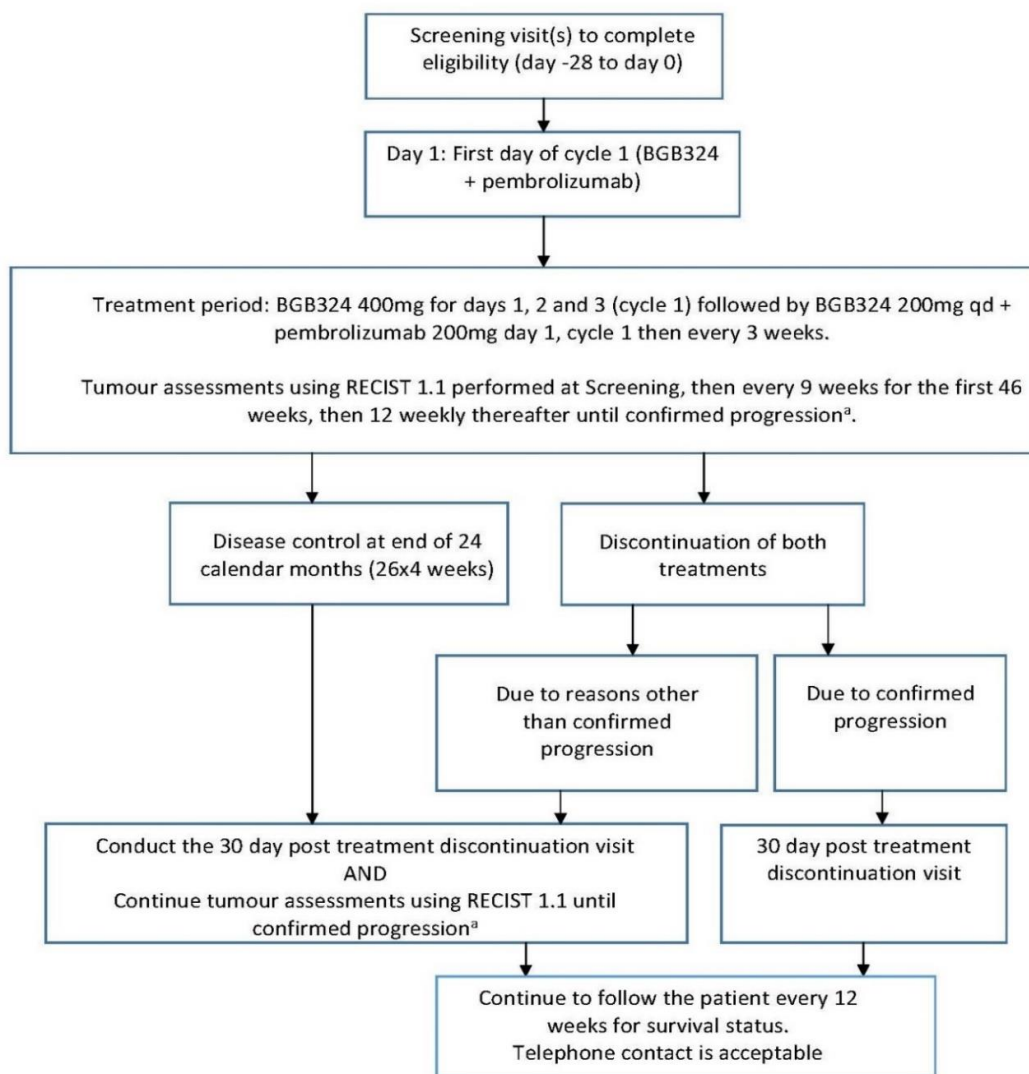 Screening visit(s) to complete
eligibility (day -28 to day 0)
Day 1: First day of cycle 1 (BGB324
+ pembrolizumab)
Treatment period: BGB324 400mg for days 1, 2 and 3 (cycle 1) followed by BGB324 200mg qd +
pembrolizumab 200mg day 1, cycle 1 then every 3 weeks.
Tumour assessments using RECIST 1.1 performed at Screening, then every 9 weeks for the first 46
weeks, then 12 weekly thereafter until confirmed progressionᵃ.
Disease control at end of 24
calendar months (26x4 weeks)
Discontinuation of both
treatments
Due to reasons other
than confirmed
progression
Due to confirmed
progression
Conduct the 30 day post treatment discontinuation visit
AND
Continue tumour assessments using RECIST 1.1 until
confirmed progressionᵃ
30 day post treatment
discontinuation visit
Continue to follow the patient every 12
weeks for survival status.
Telephone contact is acceptable